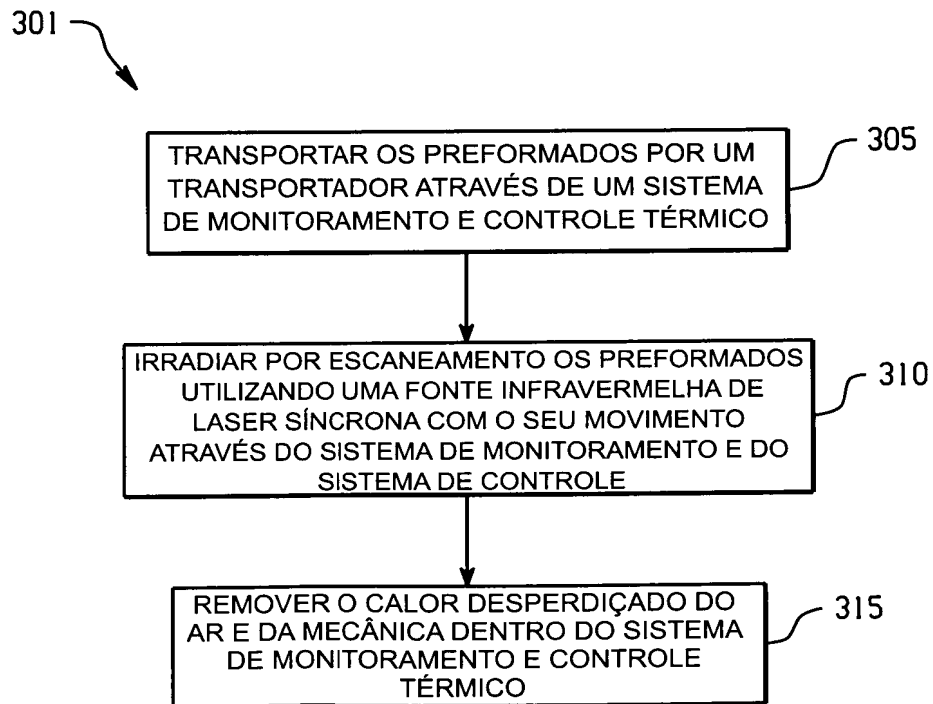 301
TRANSPORTAR OS PREFORMADOS POR UM
TRANSPORTADOR ATRAVÉS DE UM SISTEMA
DE MONITORAMENTO E CONTROLE TÉRMICO
305
IRRADIAR POR ESCANEAMENTO OS PREFORMADOS
UTILIZANDO UMA FONTE INFRAVERMELHA DE
LASER SÍNCRONA COM O SEU MOVIMENTO
ATRAVÉS DO SISTEMA DE MONITORAMENTO E DO
SISTEMA DE CONTROLE
310
REMOVER O CALOR DESPERDIÇADO DO
AR E DA MECÂNICA DENTRO DO SISTEMA
DE MONITORAMENTO E CONTROLE
TÉRMICO
315